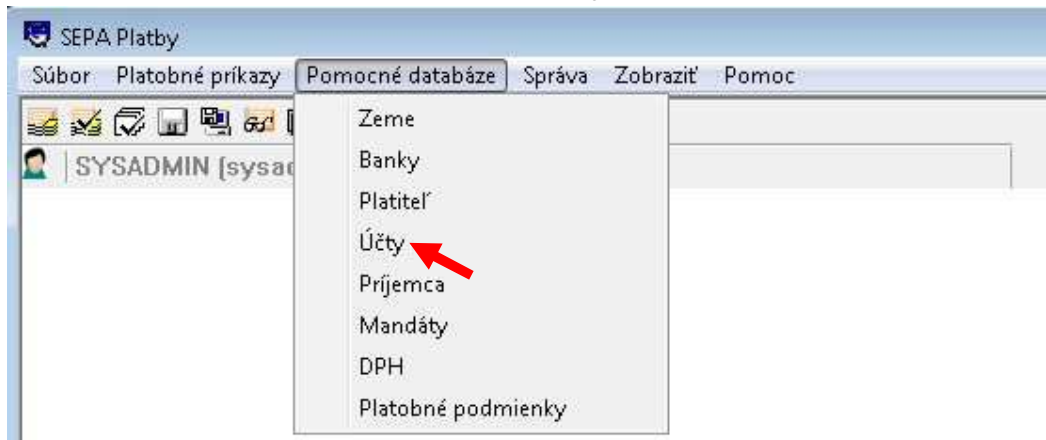 SEPA Platby
Súbor Platobné príkazy Pomocné databáze Správa Zobraziť Pomoc
SYSADMIN
Zeme
Banky
Platiteľ
Účty
Príjemca
Mandáty
DPH
Platobné podmienky